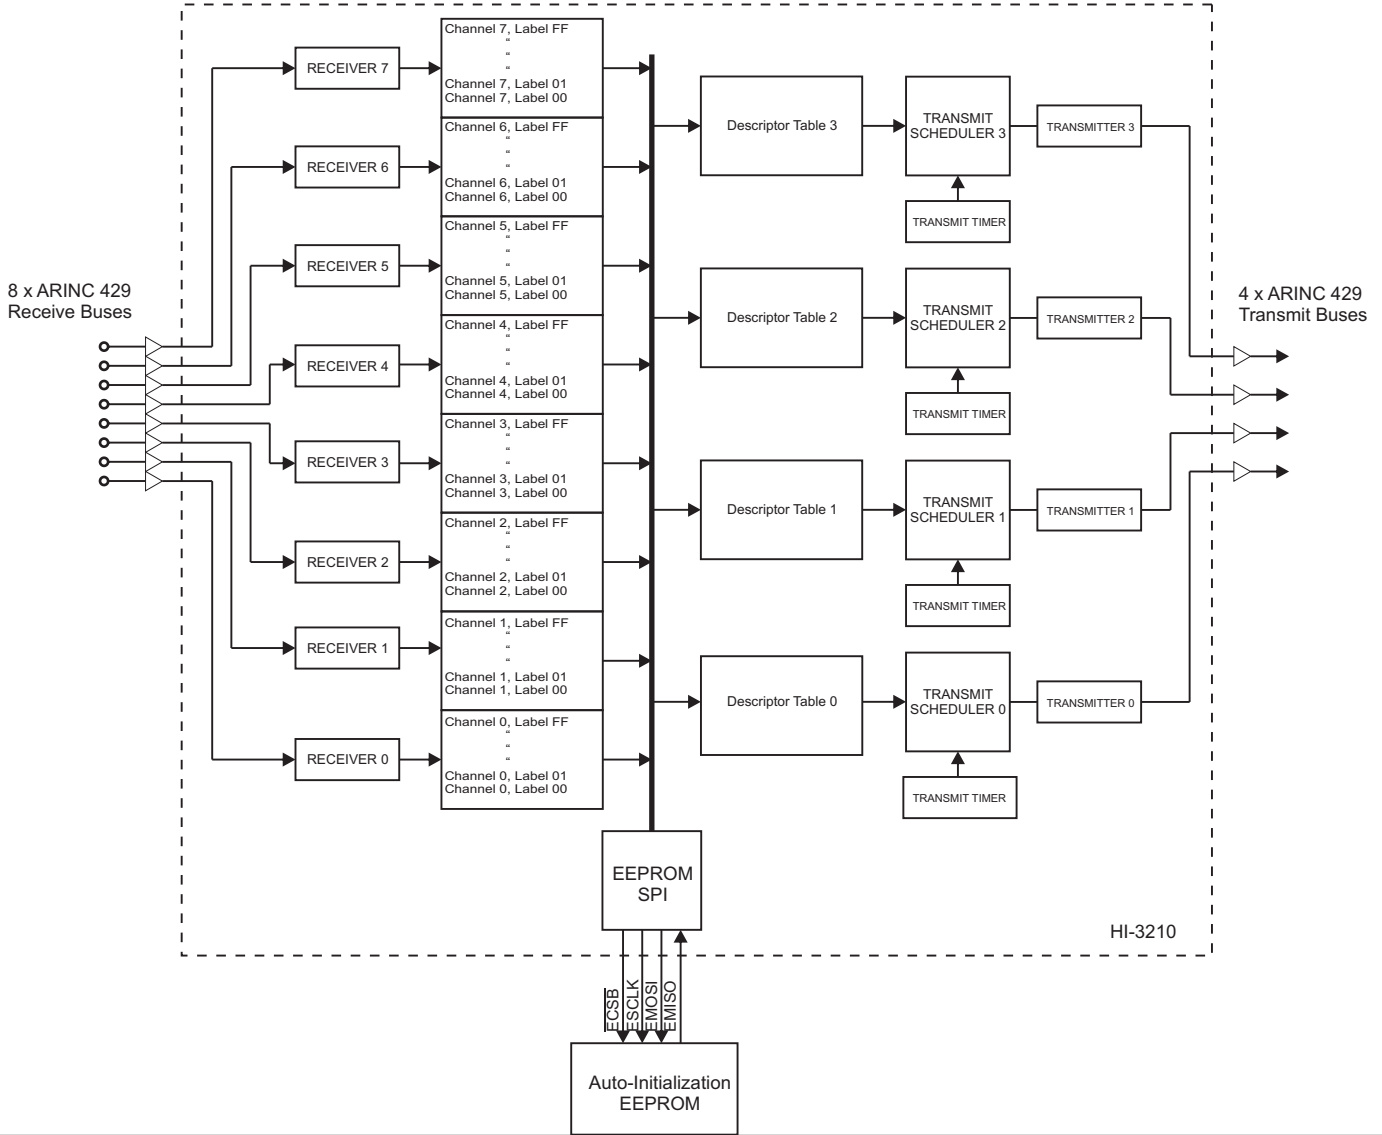 8 x ARINC 429
Receive Buses
RECEIVER 7
RECEIVER 6
RECEIVER 5
RECEIVER 4
RECEIVER 3
RECEIVER 2
RECEIVER 1
RECEIVER 0
Channel 7, Label FF
“
“
“
Channel 7, Label 01
Channel 7, Label 00
Channel 6, Label FF
“
“
“
Channel 6, Label 01
Channel 6, Label 00
Channel 5, Label FF
“
“
“
Channel 5, Label 01
Channel 5, Label 00
Channel 4, Label FF
“
“
“
Channel 4, Label 01
Channel 4, Label 00
Channel 3, Label FF
“
“
“
Channel 3, Label 01
Channel 3, Label 00
Channel 2, Label FF
“
“
“
Channel 2, Label 01
Channel 2, Label 00
Channel 1, Label FF
“
“
“
Channel 1, Label 01
Channel 1, Label 00
Channel 0, Label FF
“
“
“
Channel 0, Label 01
Channel 0, Label 00
Descriptor Table 3
TRANSMIT
SCHEDULER 3
TRANSMITTER 3
TRANSMIT TIMER
Descriptor Table 2
TRANSMIT
SCHEDULER 2
TRANSMITTER 2
TRANSMIT TIMER
Descriptor Table 1
TRANSMIT
SCHEDULER 1
TRANSMITTER 1
TRANSMIT TIMER
Descriptor Table 0
TRANSMIT
SCHEDULER 0
TRANSMITTER 0
TRANSMIT TIMER
4 x ARINC 429
Transmit Buses
EEPROM
SPI
HI-3210
ECSB
ESCLK
EMOSI
EMISO
Auto-Initialization
EEPROM